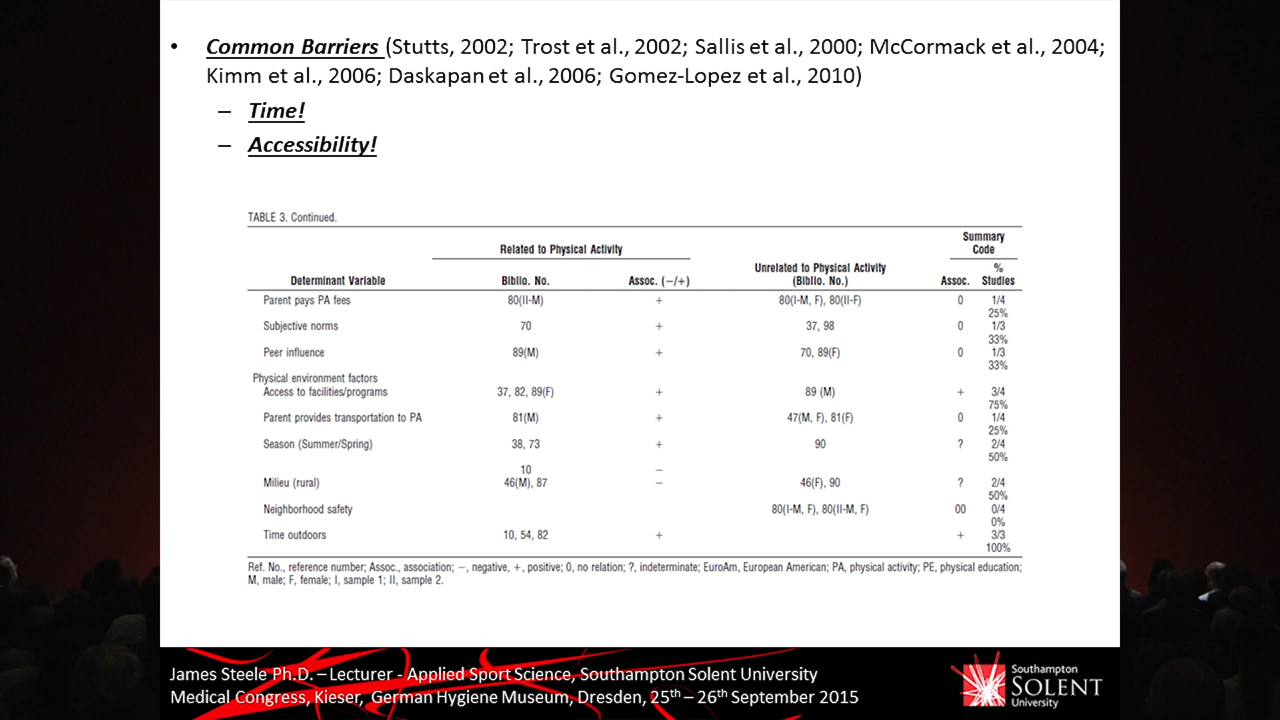 • Common Barriers (Stutts, 2002; Trost et al., 2002; Sallis et al., 2000; McCormack et al., 2004;
Kimm et al., 2006; Daskapan et al., 2006; Gomez-Lopez et al., 2010)
– Time!
– Accessibility!
TABLE 3. Continued.
Related to Physical Activity
Summary
Code
Determinant Variable Biblio. No. Assoc. (−/+) Unrelated to Physical Activity (Biblio. No.) Assoc. % Studies
Parent pays PA fees 80(II-M) + 80(I-M, F), 80(II-F) 0 1/4
25%
Subjective norms 70 + 37, 98 0 1/3
33%
Peer influence 89(M) + 70, 89(F) 0 1/3
33%
Physical environment factors
Access to facilities/programs 37, 82, 89(F) + 89 (M) + 3/4
75%
Parent provides transportation to PA 81(M) + 47(M, F), 81(F) 0 1/4
25%
Season (Summer/Spring) 38, 73 + 90 ? 2/4
50%
10 −
Milieu (rural) 46(M), 87 − 46(F), 90 ? 2/4
50%
Neighborhood safety 80(I-M, F), 80(II-M, F) 00 0/4
0%
Time outdoors 10, 54, 82 + + 3/3
100%
Ref. No., reference number; Assoc., association; −, negative, +, positive; 0, no relation; ?, indeterminate; EuroAm, European American; PA, physical activity; PE, physical education;
M, male; F, female; I, sample 1; II, sample 2.
James Steele Ph.D. – Lecturer - Applied Sport Science, Southampton Solent University
Medical Congress, Kieser, German Hygiene Museum, Dresden, 25th – 26th September 2015
Southampton
SOLENT
University